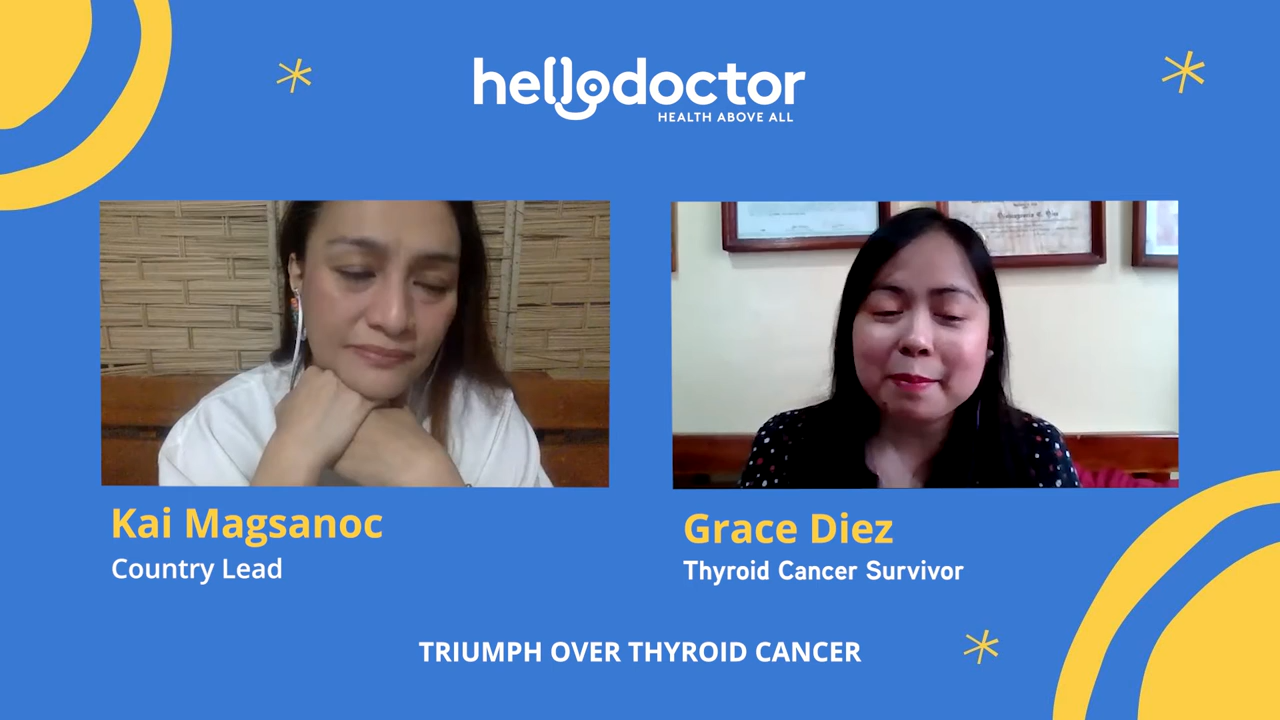 hellodoctor
HEALTH ABOVE ALL
Kai Magsanoc
Country Lead
Grace Diez
Thyroid Cancer Survivor
TRIUMPH OVER THYROID CANCER